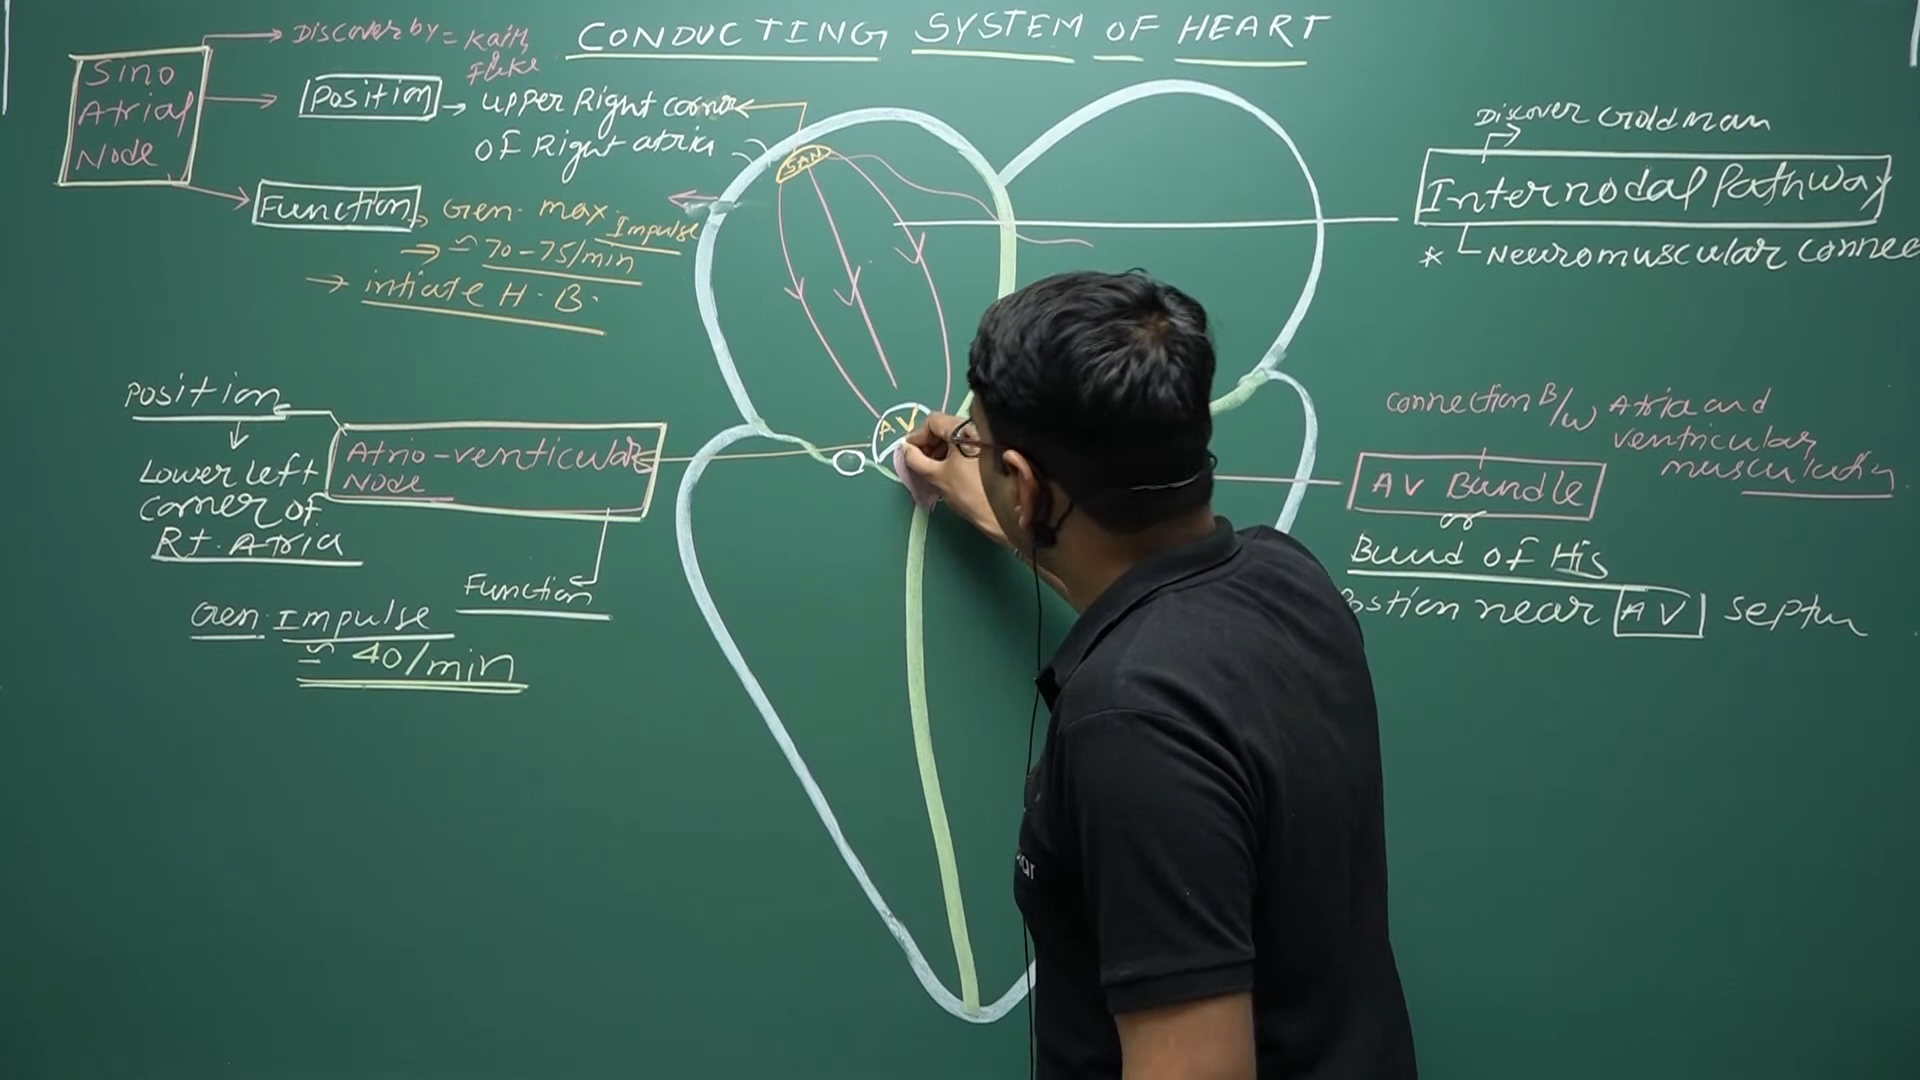 CONDUCTING SYSTEM OF HEART
Sino
Atrial
Node
Discover by = Kaith
&
Flake
Position → upper Right corner
of Right atria
Function → Gen. max. Impulse
→ ≃ 70-75/min
→ intiate H.B.
SAN
AV
Position
Lower left
corner of
Rt. Atria
Atrio-venticular
Node
Function
Gen. Impulse
≃ 40/min
Discover Goldman
Internodal Pathway
* Neuromuscular connec
connection B/w Atria and
ventricular
musculature
AV Bundle
or
Bund of His
Postion near AV Septu